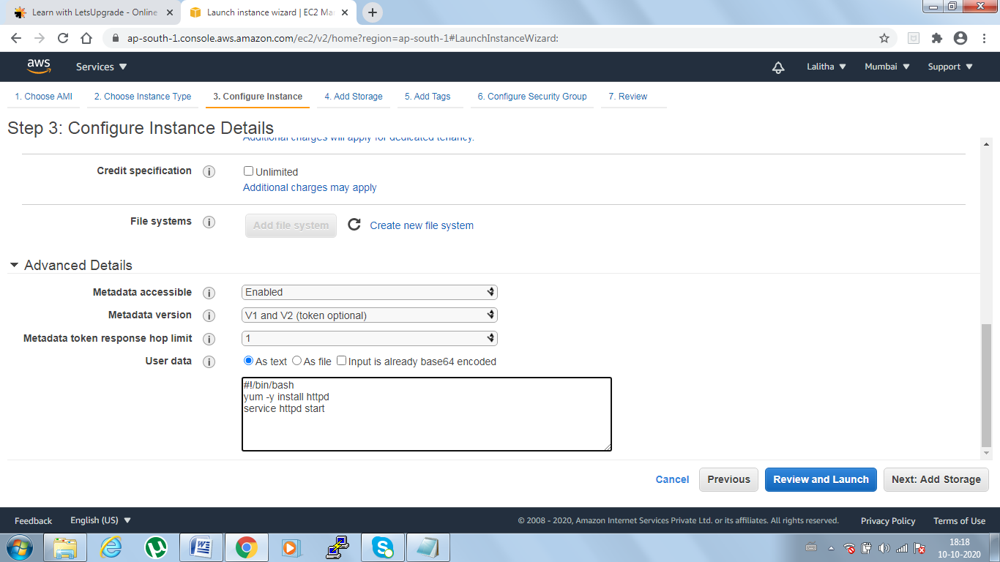 Learn with LetsUpgrade - Online
Launch instance wizard | EC2 Ma
ap-south-1.console.aws.amazon.com/ec2/v2/home?region=ap-south-1#LaunchInstanceWizard:
aws
Services
Lalitha
Mumbai
Support
1. Choose AMI
2. Choose Instance Type
3. Configure Instance
4. Add Storage
5. Add Tags
6. Configure Security Group
7. Review
Step 3: Configure Instance Details
Additional charges will apply for dedicated tenancy.
Credit specification
Unlimited
Additional charges may apply
File systems
Add file system
Create new file system
Advanced Details
Metadata accessible
Enabled
Metadata version
V1 and V2 (token optional)
Metadata token response hop limit
1
User data
As text
As file
Input is already base64 encoded
#!/bin/bash
yum -y install httpd
service httpd start
Cancel
Previous
Review and Launch
Next: Add Storage
Feedback
English (US)
© 2008 - 2020, Amazon Internet Services Private Ltd. or its affiliates. All rights reserved.
Privacy Policy
Terms of Use
18:18
10-10-2020